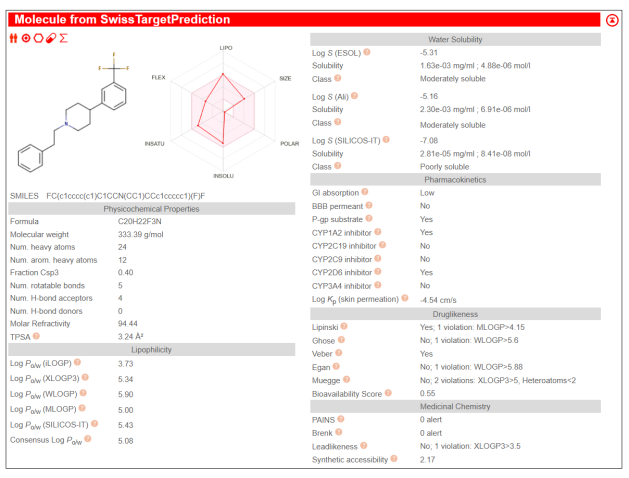 Molecule from SwissTargetPrediction
LIPO
FLEX
SIZE
INSATU
POLAR
INSOLU
F
F
F
N
SMILES FC(c1cccc(c1)C1CCN(CC1)CCc1ccccc1)(F)F
Physicochemical Properties
Formula C20H22F3N
Molecular weight 333.39 g/mol
Num. heavy atoms 24
Num. arom. heavy atoms 12
Fraction Csp3 0.40
Num. rotatable bonds 5
Num. H-bond acceptors 4
Num. H-bond donors 0
Molar Refractivity 94.44
TPSA ? 3.24 Å²
Lipophilicity
Log Po/w (iLOGP) ? 3.73
Log Po/w (XLOGP3) ? 5.34
Log Po/w (WLOGP) ? 5.90
Log Po/w (MLOGP) ? 5.00
Log Po/w (SILICOS-IT) ? 5.43
Consensus Log Po/w ? 5.08
Water Solubility
Log S (ESOL) ? -5.31
Solubility 1.63e-03 mg/ml ; 4.88e-06 mol/l
Class ? Moderately soluble
Log S (Ali) ? -5.16
Solubility 2.30e-03 mg/ml ; 6.91e-06 mol/l
Class ? Moderately soluble
Log S (SILICOS-IT) ? -7.08
Solubility 2.81e-05 mg/ml ; 8.41e-08 mol/l
Class ? Poorly soluble
Pharmacokinetics
GI absorption ? Low
BBB permeant ? No
P-gp substrate ? Yes
CYP1A2 inhibitor ? Yes
CYP2C19 inhibitor ? No
CYP2C9 inhibitor ? No
CYP2D6 inhibitor ? Yes
CYP3A4 inhibitor ? No
Log Kp (skin permeation) ? -4.54 cm/s
Druglikeness
Lipinski ? Yes; 1 violation: MLOGP>4.15
Ghose ? No; 1 violation: WLOGP>5.6
Veber ? Yes
Egan ? No; 1 violation: WLOGP>5.88
Muegge ? No; 2 violations: XLOGP3>5, Heteroatoms<2
Bioavailability Score ? 0.55
Medicinal Chemistry
PAINS ? 0 alert
Brenk ? 0 alert
Leadlikeness ? No; 1 violation: XLOGP3>3.5
Synthetic accessibility ? 2.17